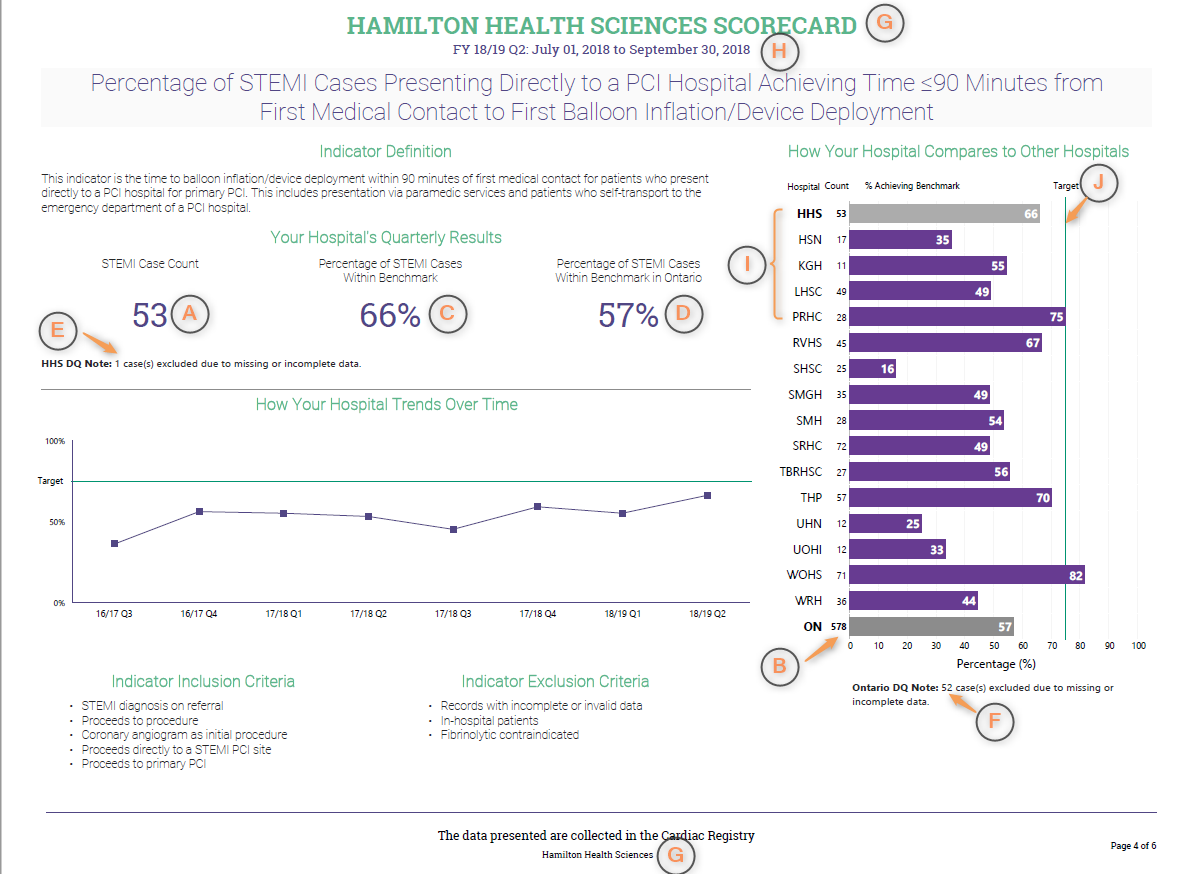 HAMILTON HEALTH SCIENCES SCORECARD G
FY 18/19 Q2: July 01, 2018 to September 30, 2018 H
Percentage of STEMI Cases Presenting Directly to a PCI Hospital Achieving Time ≤90 Minutes from
First Medical Contact to First Balloon Inflation/Device Deployment
Indicator Definition
This indicator is the time to balloon inflation/device deployment within 90 minutes of first medical contact for patients who present
directly to a PCI hospital for primary PCI. This includes presentation via paramedic services and patients who self-transport to the
emergency department of a PCI hospital.
Your Hospital's Quarterly Results
STEMI Case Count
53 A
Percentage of STEMI Cases
Within Benchmark
66% C
Percentage of STEMI Cases
Within Benchmark in Ontario
57% D
E
HHS DQ Note: 1 case(s) excluded due to missing or incomplete data.
How Your Hospital Trends Over Time
100%
Target
50%
0%
16/17 Q3 16/17 Q4 17/18 Q1 17/18 Q2 17/18 Q3 17/18 Q4 18/19 Q1 18/19 Q2
Indicator Inclusion Criteria
• STEMI diagnosis on referral
• Proceeds to procedure
• Coronary angiogram as initial procedure
• Proceeds directly to a STEMI PCI site
• Proceeds to primary PCI
Indicator Exclusion Criteria
• Records with incomplete or invalid data
• In-hospital patients
• Fibrinolytic contraindicated
How Your Hospital Compares to Other Hospitals
Hospital Count % Achieving Benchmark Target J
HHS 53 66
HSN 17 35
I
KGH 11 55
LHSC 49 49
PRHC 28 75
RVHS 45 67
SHSC 25 16
SMGH 35 49
SMH 28 54
SRHC 72 49
TBRHSC 27 56
THP 57 70
UHN 12 25
UOHI 12 33
WOHS 71 82
WRH 36 44
ON 578 57
0 10 20 30 40 50 60 70 80 90 100
Percentage (%)
B
Ontario DQ Note: 52 case(s) excluded due to missing or
incomplete data.
F
The data presented are collected in the Cardiac Registry
Hamilton Health Sciences G
Page 4 of 6